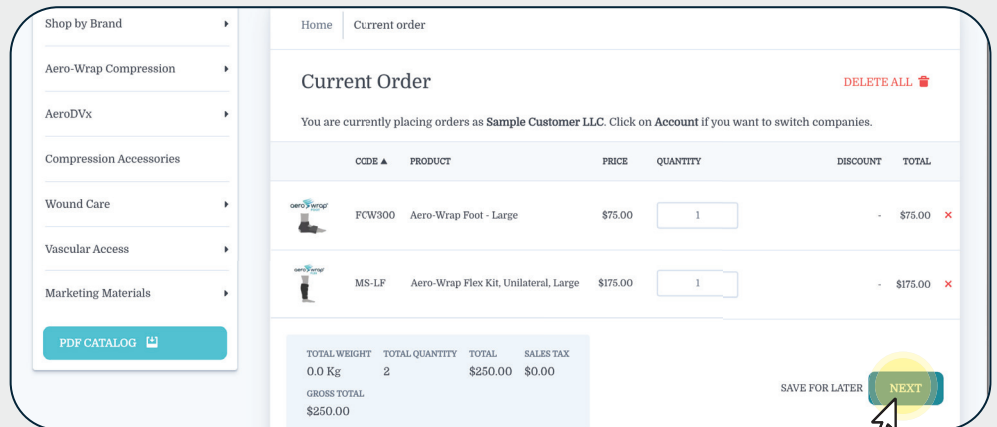 Shop by Brand
Aero-Wrap Compression
AeroDVx
Compression Accessories
Wound Care
Vascular Access
Marketing Materials
PDF CATALOG
Home Current order
Current Order
DELETE ALL
You are currently placing orders as Sample Customer LLC. Click on Account if you want to switch companies.
CODE ▲ PRODUCT PRICE QUANTITY DISCOUNT TOTAL
aero wrap
FCW300 Aero-Wrap Foot - Large $75.00 1 - $75.00 ×
aero wrap
MS-LF Aero-Wrap Flex Kit, Unilateral, Large $175.00 1 - $175.00 ×
TOTAL WEIGHT TOTAL QUANTITY TOTAL SALES TAX
0.0 Kg 2 $250.00 $0.00
GROSS TOTAL
$250.00
SAVE FOR LATER NEXT